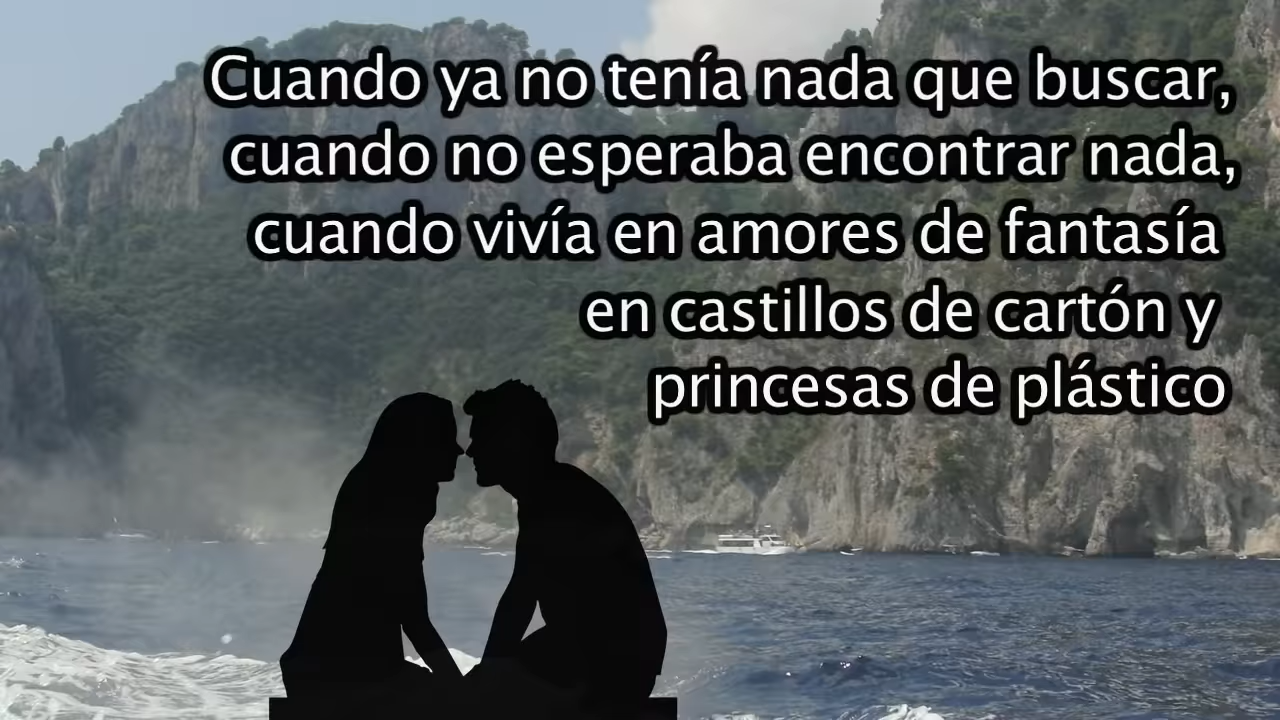 Cuando ya no tenía nada que buscar,
cuando no esperaba encontrar nada,
cuando vivía en amores de fantasía
en castillos de cartón y
princesas de plástico